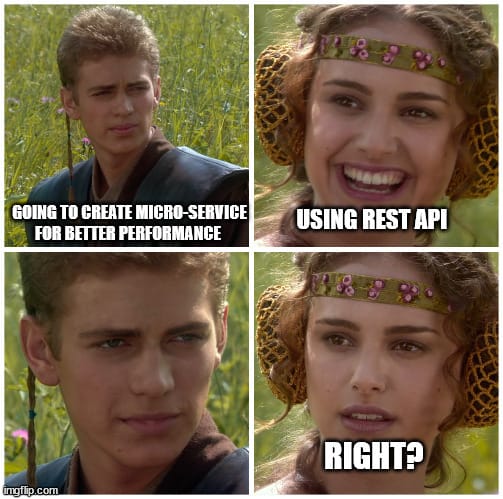 GOING TO CREATE MICRO-SERVICE
FOR BETTER PERFORMANCE
USING REST API
RIGHT?
imgflip.com